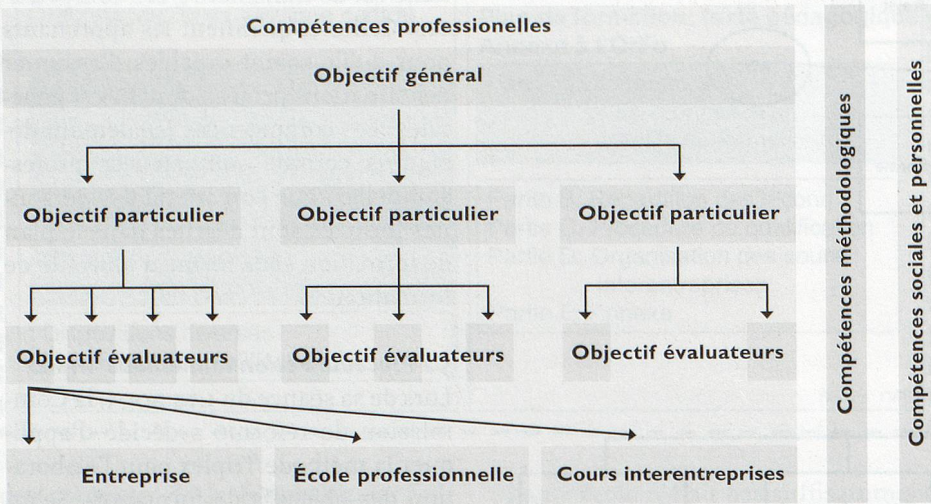 Compétences professionelles
Objectif général
Objectif particulier
Objectif particulier
Objectif particulier
Objectif évaluateurs
Objectif évaluateurs
Objectif évaluateurs
Entreprise
École professionnelle
Cours interentreprises
Compétences méthodologiques
Compétences sociales et personnelles